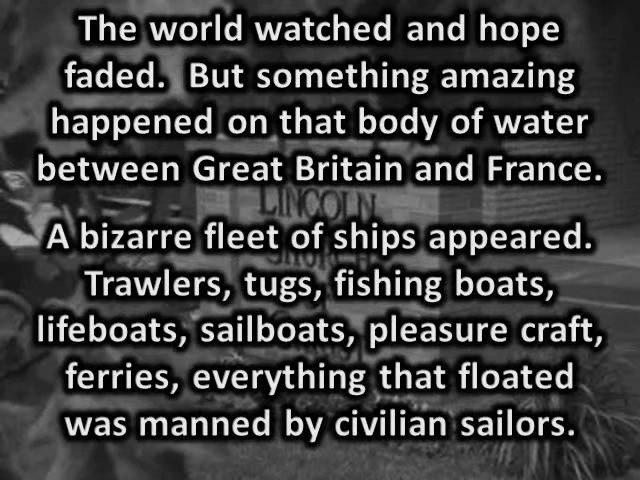 The world watched and hope
faded.  But something amazing
happened on that body of water
between Great Britain and France.
LINCOLN
CHURCH
A bizarre fleet of ships appeared.
Trawlers, tugs, fishing boats,
lifeboats, sailboats, pleasure craft,
ferries, everything that floated
was manned by civilian sailors.